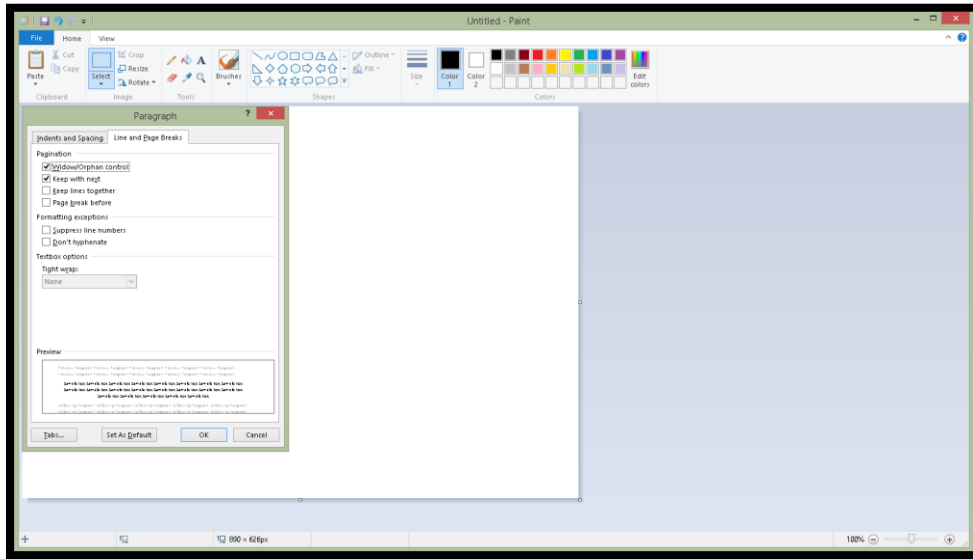 Untitled - Paint
File Home View
Paste
Cut
Copy
Clipboard
Select
Crop
Resize
Rotate
Image
A
Tools
Brushes
Outline
Fill
Shapes
Size
Color 1
Color 2
Edit colors
Colors
Paragraph ?
Indents and Spacing Line and Page Breaks
Pagination
Widow/Orphan control
Keep with next
Keep lines together
Page break before
Formatting exceptions
Suppress line numbers
Don't hyphenate
Textbox options
Tight wrap:
None
Preview
Tabs... Set As Default OK Cancel
890 × 626px 100%